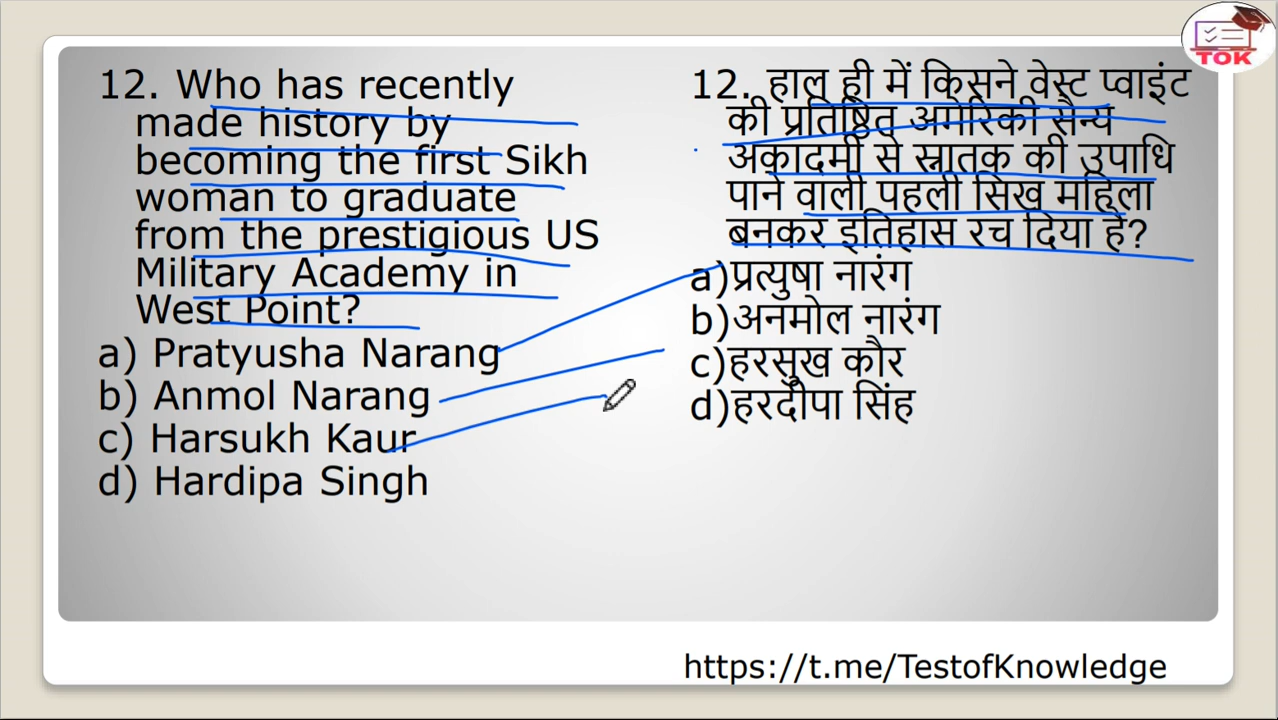 TOK
12. Who has recently
made history by
becoming the first Sikh
woman to graduate
from the prestigious US
Military Academy in
West Point?
a) Pratyusha Narang
b) Anmol Narang
c) Harsukh Kaur
d) Hardipa Singh
12. हाल ही में किसने वेस्ट प्वाइंट
की प्रतिष्ठित अमेरिकी सैन्य
अकादमी से स्नातक की उपाधि
पाने वाली पहली सिख महिला
बनकर इतिहास रच दिया है?
a)प्रत्युषा नारंग
b)अनमोल नारंग
c)हरसुख कौर
d)हरदीपा सिंह
https://t.me/TestofKnowledge